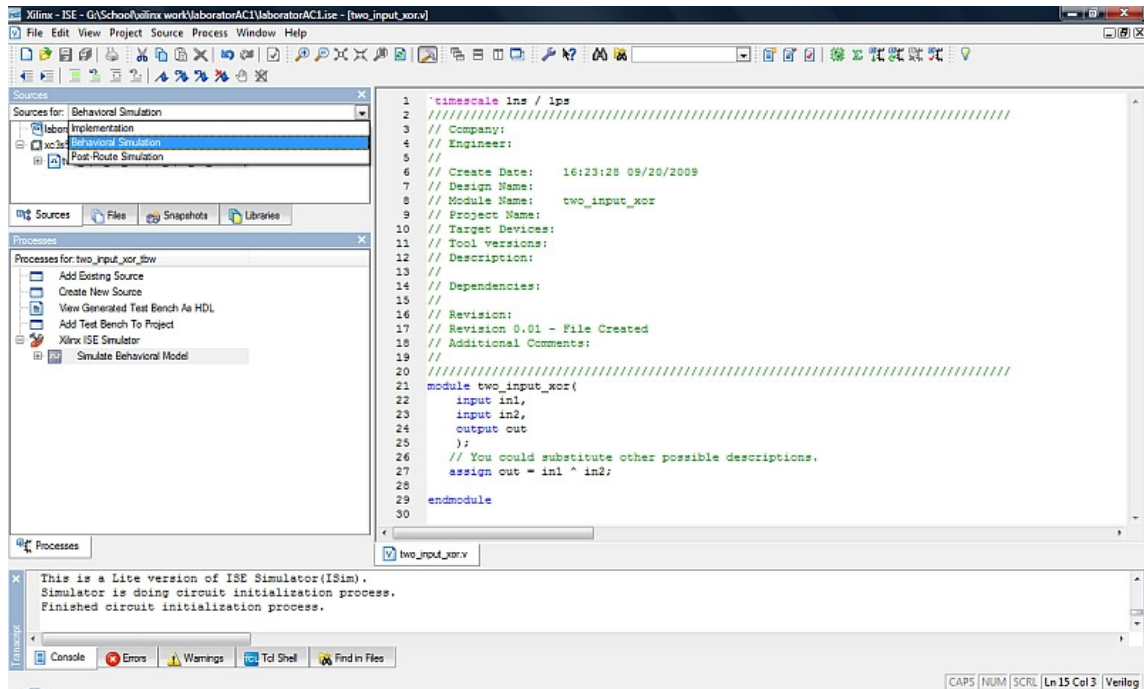 Xilinx - ISE - G:\School\xilinx work\laboratorAC1\laboratorAC1.ise - [two_input_xor.v]
File Edit View Project Source Process Window Help
Sources
Sources for: Behavioral Simulation
Implementation
Behavioral Simulation
Post-Route Simulation
Sources Files Snapshots Libraries
Processes
Processes for: two_input_xor_tbw
Add Existing Source
Create New Source
View Generated Test Bench As HDL
Add Test Bench To Project
Xilinx ISE Simulator
Simulate Behavioral Model
Processes
1 `timescale 1ns / 1ps
2 //////////////////////////////////////////////////////////////////////////////////
3 // Company:
4 // Engineer:
5 //
6 // Create Date: 16:23:28 09/20/2009
7 // Design Name:
8 // Module Name: two_input_xor
9 // Project Name:
10 // Target Devices:
11 // Tool versions:
12 // Description:
13 //
14 // Dependencies:
15 //
16 // Revision:
17 // Revision 0.01 - File Created
18 // Additional Comments:
19 //
20 //////////////////////////////////////////////////////////////////////////////////
21 module two_input_xor(
22 input in1,
23 input in2,
24 output out
25 );
26 // You could substitute other possible descriptions.
27 assign out = in1 ^ in2;
28
29 endmodule
30
two_input_xor.v
This is a Lite version of ISE Simulator(ISim).
Simulator is doing circuit initialization process.
Finished circuit initialization process.
Transcript
Console Errors Warnings Tcl Shell Find in Files
CAPS NUM SCRL Ln 15 Col 3 Verilog